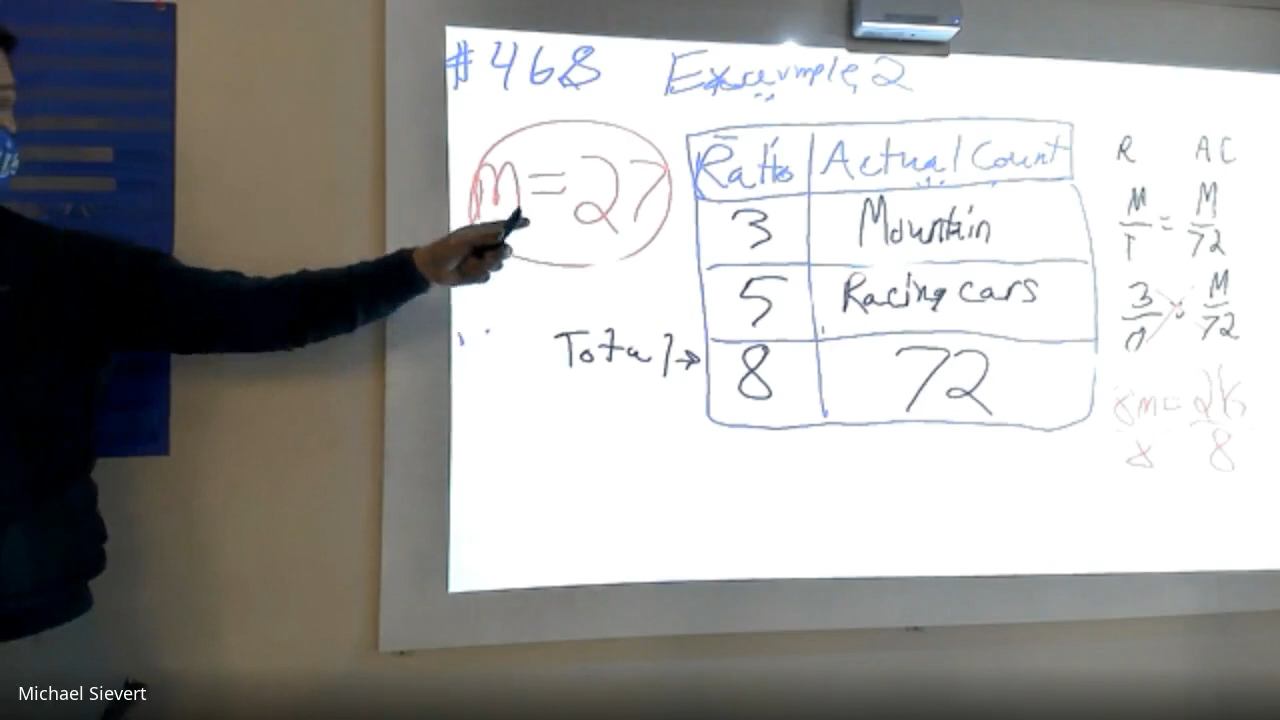 #468 Example 2
m=27
Ratio Actual Count
3 Mountain
5 Racing cars
Total → 8 72
R AC
M/T = M/72
3/8 = M/72
8m = 216
8 8
Michael Sievert